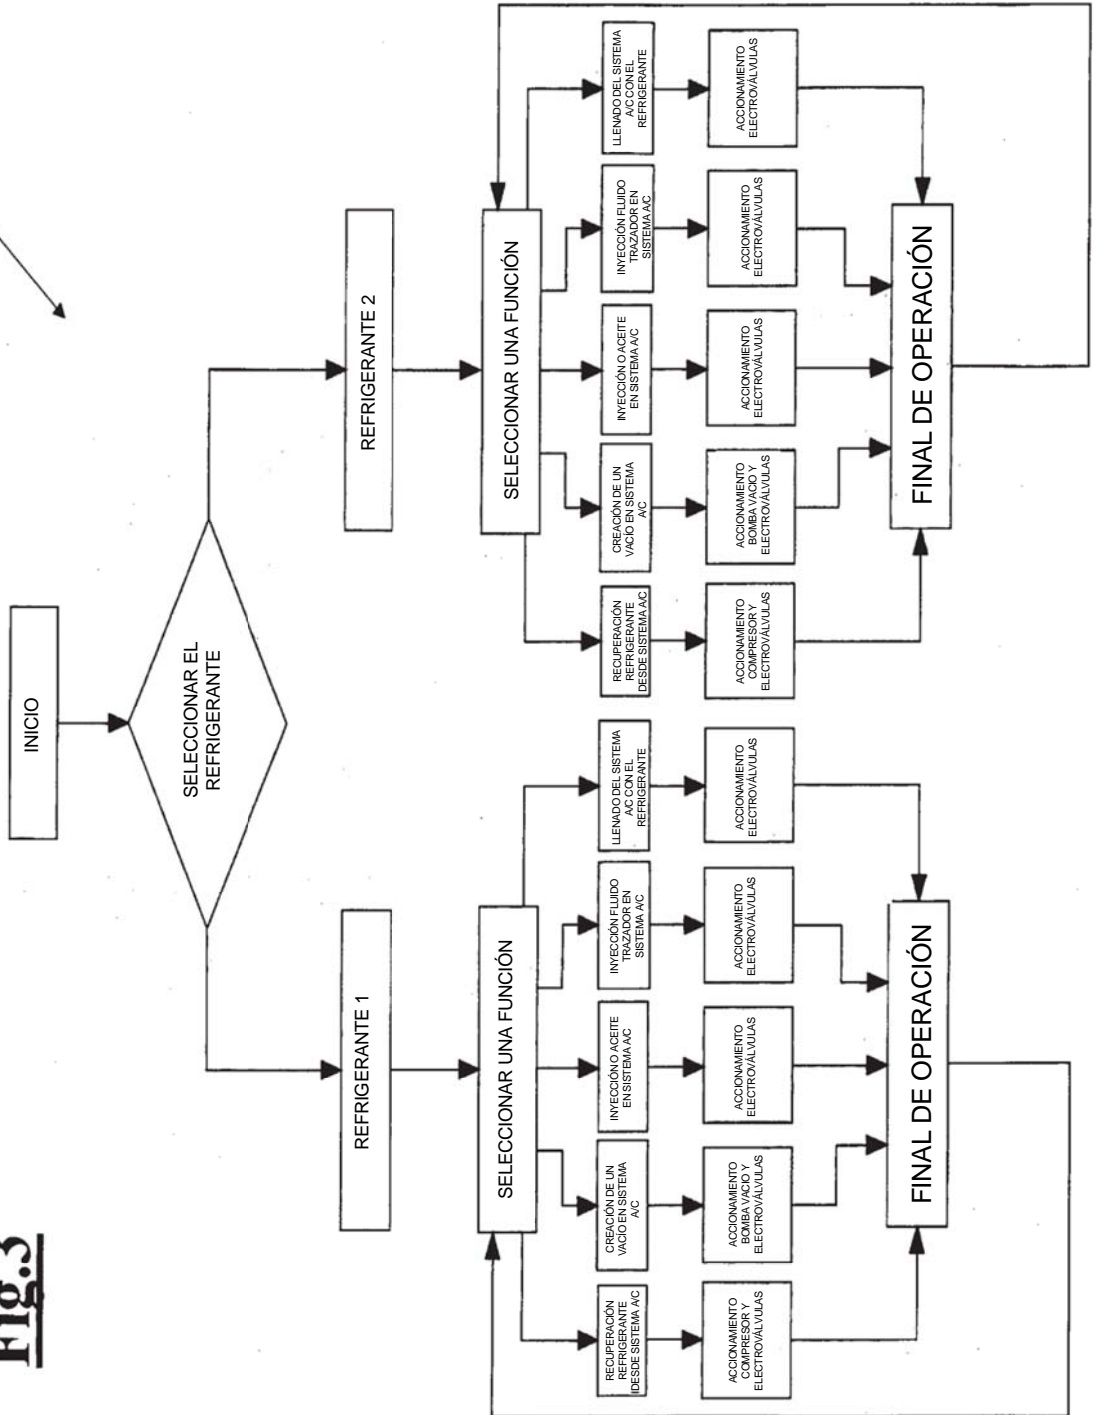 Fig.3
INICIO
SELECCIONAR EL
REFRIGERANTE
REFRIGERANTE 1
REFRIGERANTE 2
SELECCIONAR UNA FUNCIÓN
SELECCIONAR UNA FUNCIÓN
RECUPERACIÓN
REFRIGERANTE
IDESDE SISTEMA A/C
CREACIÓN DE UN
VACÍO EN SISTEMA
A/C
INYECCIÓN O ACEITE
EN SISTEMA A/C
INYECCIÓN FLUIDO
TRAZADOR EN
SISTEMA A/C
LLENADO DEL SISTEMA
A/C CON EL
REFRIGERANTE
RECUPERACIÓN
REFRIGERANTE
DESDE SISTEMA A/C
CREACIÓN DE UN
VACÍO EN SISTEMA
A/C
INYECCIÓN O ACEITE
EN SISTEMA A/C
INYECCIÓN FLUIDO
TRAZADOR EN
SISTEMA A/C
LLENADO DEL SISTEMA
A/C CON EL
REFRIGERANTE
ACCIONAMIENTO
COMPRESOR Y
ELECTROVÁLVULAS
ACCIONAMIENTO
BOMBA VACIO Y
ELECTROVÁLVULAS
ACCIONAMIENTO
ELECTROVÁLVULAS
ACCIONAMIENTO
ELECTROVÁLVULAS
ACCIONAMIENTO
ELECTROVÁLVULAS
ACCIONAMIENTO
COMPRESOR Y
ELECTROVÁLVULAS
ACCIONAMIENTO
BOMBA VACIO Y
ELECTROVÁLVULAS
ACCIONAMIENTO
ELECTROVÁLVULAS
ACCIONAMIENTO
ELECTROVÁLVULAS
ACCIONAMIENTO
ELECTROVÁLVULAS
FINAL DE OPERACIÓN
FINAL DE OPERACIÓN